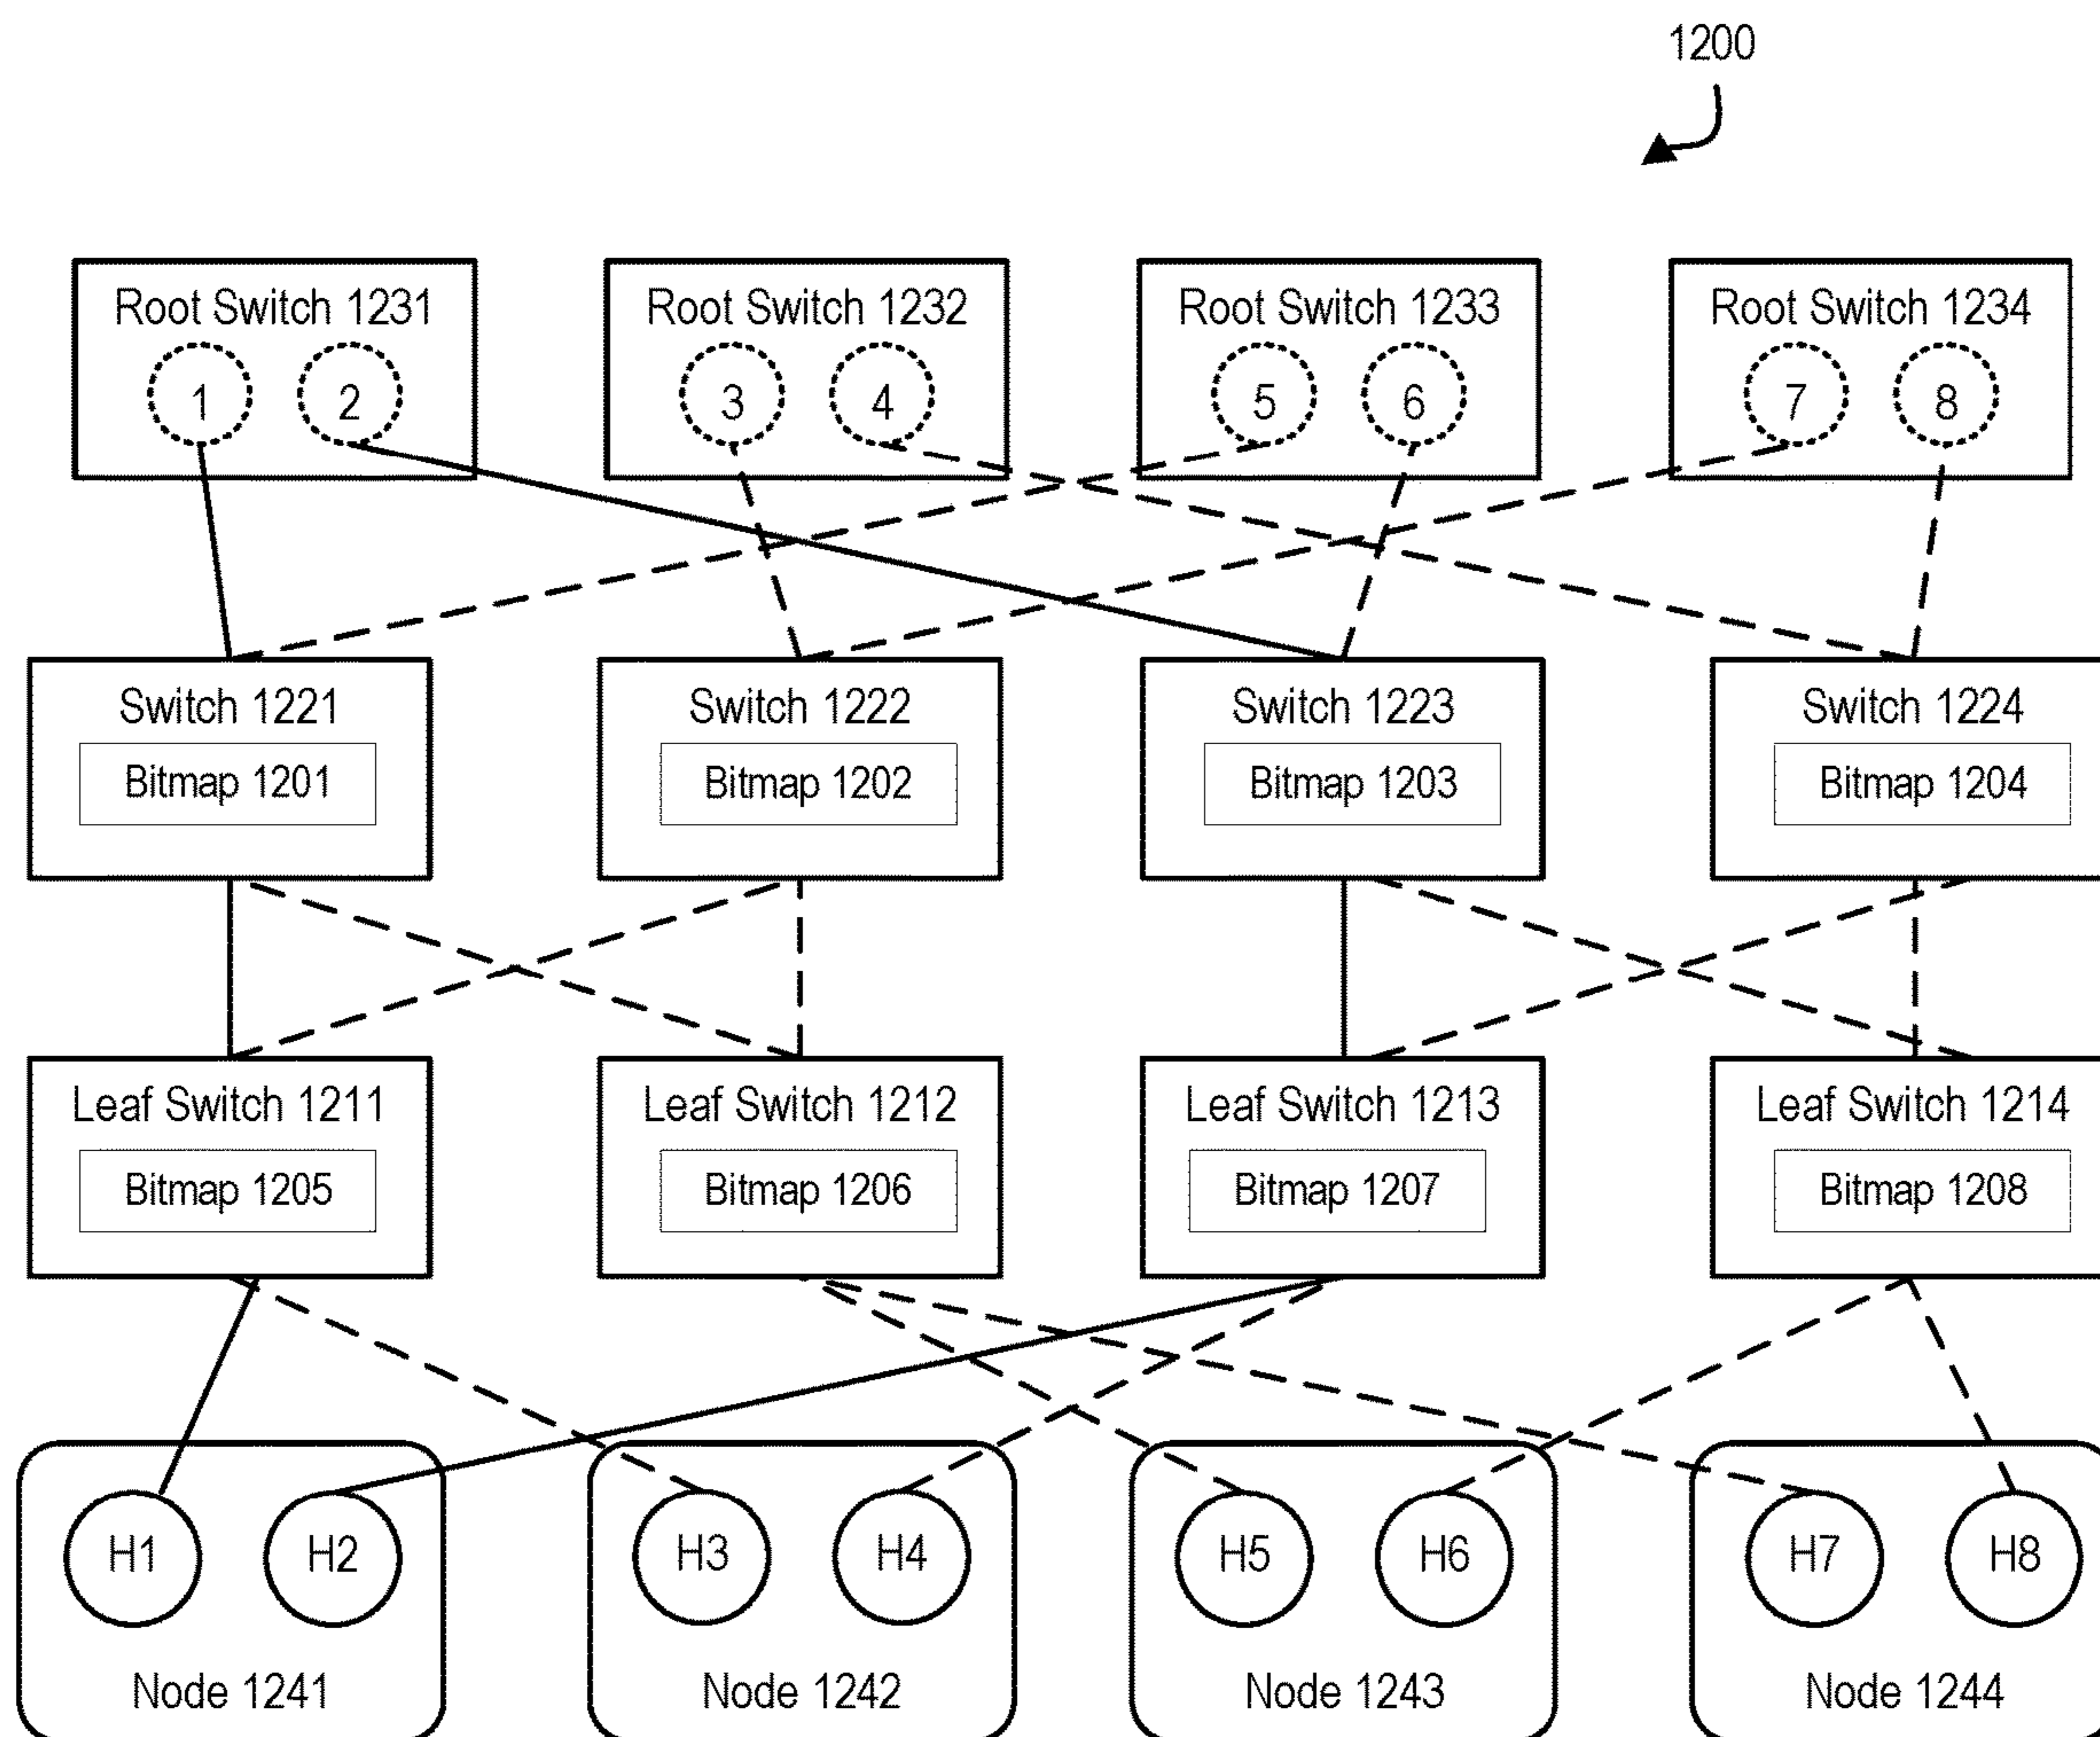 1200
Root Switch 1231
Root Switch 1232
Root Switch 1233
Root Switch 1234
1
2
3
4
5
6
7
8
Switch 1221
Switch 1222
Switch 1223
Switch 1224
Bitmap 1201
Bitmap 1202
Bitmap 1203
Bitmap 1204
Leaf Switch 1211
Leaf Switch 1212
Leaf Switch 1213
Leaf Switch 1214
Bitmap 1205
Bitmap 1206
Bitmap 1207
Bitmap 1208
H1
H2
H3
H4
H5
H6
H7
H8
Node 1241
Node 1242
Node 1243
Node 1244